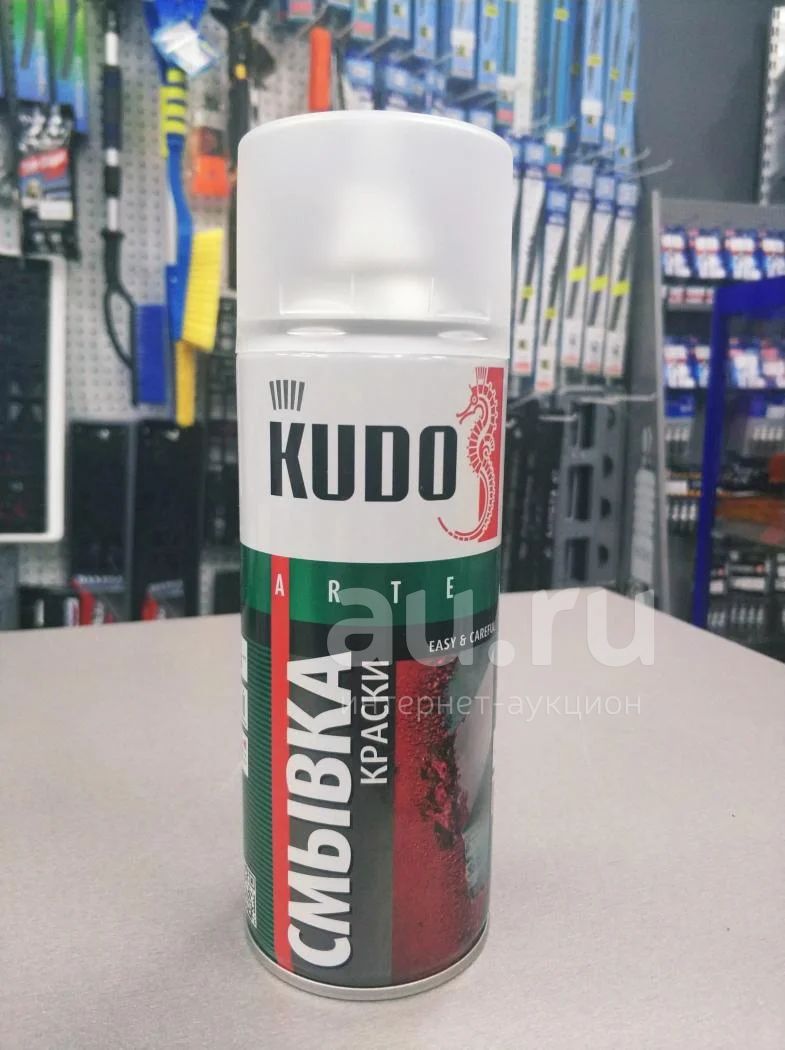 KUDO
ARTE
EASY & CAREFUL
СМЫВКА
КРАСКИ
au.ru
интернет-аукцион